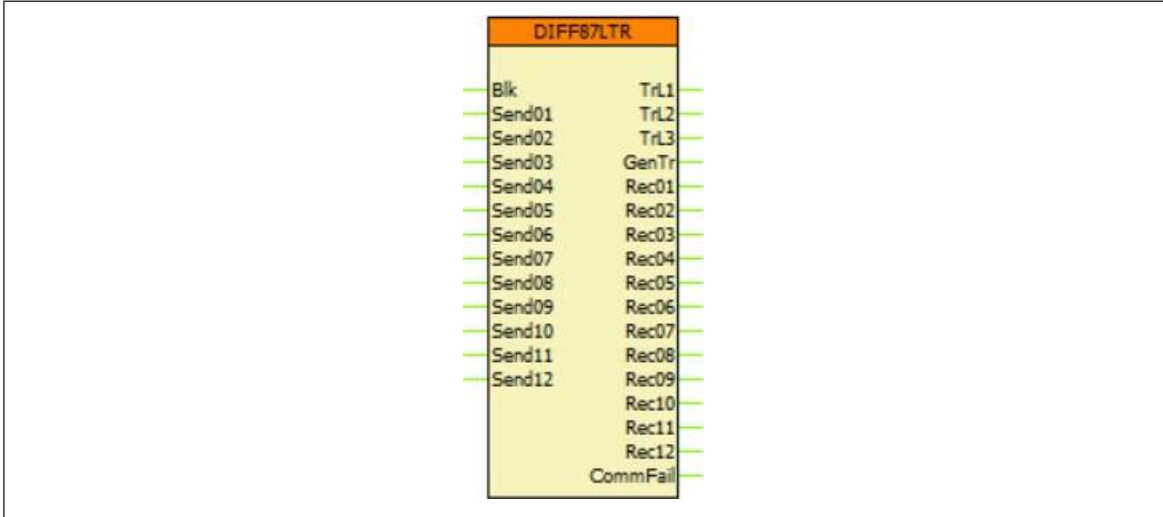 DIFF87LTR
Blk TrL1
Send01 TrL2
Send02 TrL3
Send03 GenTr
Send04 Rec01
Send05 Rec02
Send06 Rec03
Send07 Rec04
Send08 Rec05
Send09 Rec06
Send10 Rec07
Send11 Rec08
Send12 Rec09
Rec10
Rec11
Rec12
CommFail